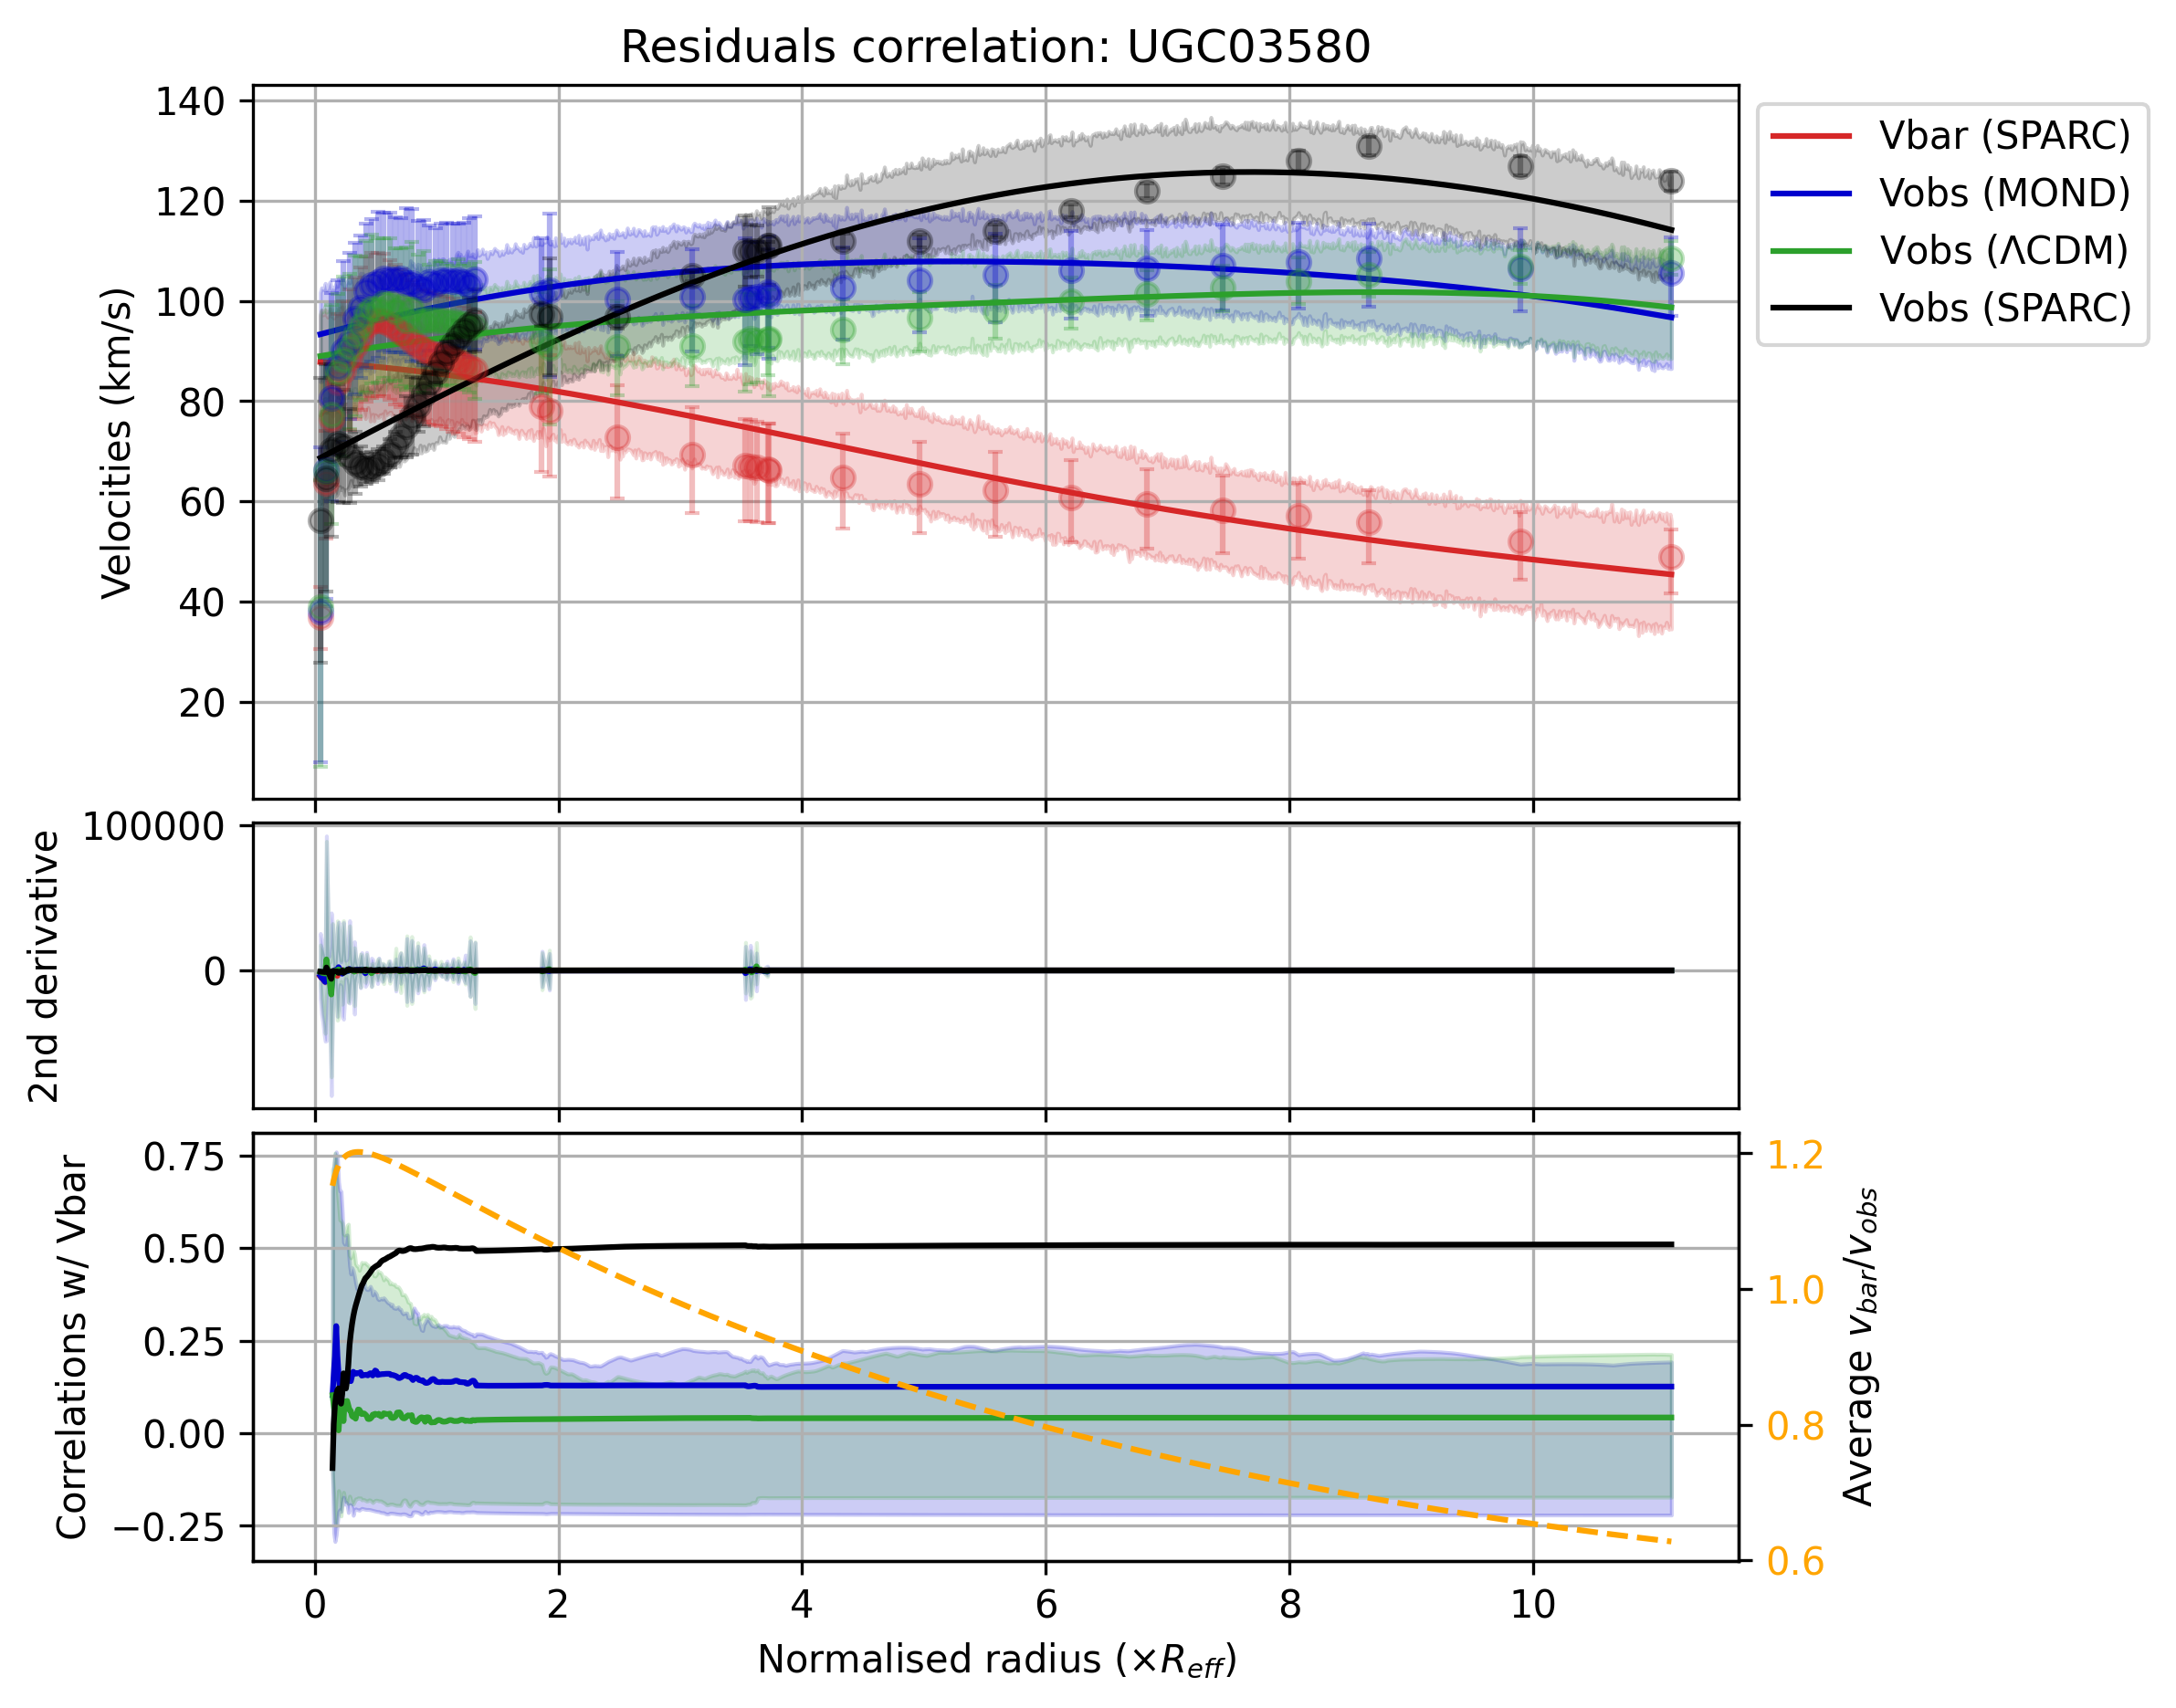 Residuals correlation: UGC03580
140
120
100
80
60
40
20
Velocities (km/s)
Vbar (SPARC)
Vobs (MOND)
Vobs (ΛCDM)
Vobs (SPARC)
100000
0
2nd derivative
0.75
0.50
0.25
0.00
−0.25
Correlations w/ Vbar
1.2
1.0
0.8
0.6
Average v_bar/v_obs
0 2 4 6 8 10
Normalised radius (×R_eff)